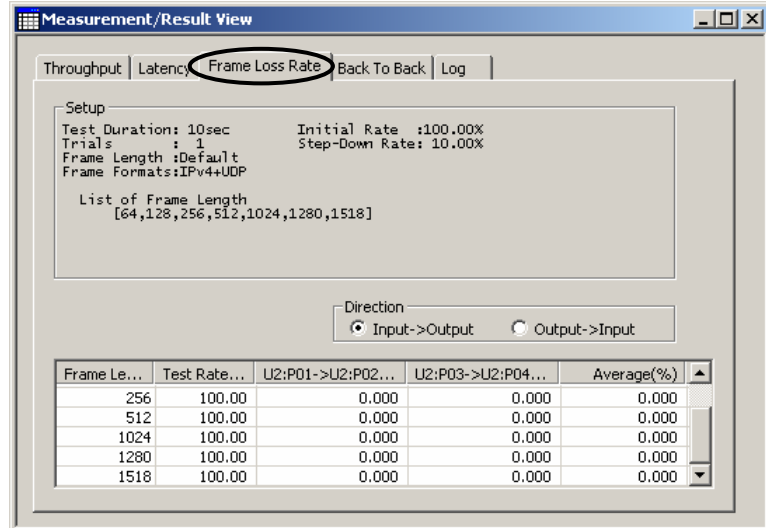 Measurement/Result View
Throughput Latency Frame Loss Rate Back To Back Log
Setup
Test Duration: 10sec Initial Rate :100.00%
Trials : 1 Step-Down Rate: 10.00%
Frame Length :Default
Frame Formats:IPv4+UDP
List of Frame Length
[64,128,256,512,1024,1280,1518]
Direction
Input->Output Output->Input
Frame Le... Test Rate... U2:P01->U2:P02... U2:P03->U2:P04... Average(%)
256 100.00 0.000 0.000 0.000
512 100.00 0.000 0.000 0.000
1024 100.00 0.000 0.000 0.000
1280 100.00 0.000 0.000 0.000
1518 100.00 0.000 0.000 0.000